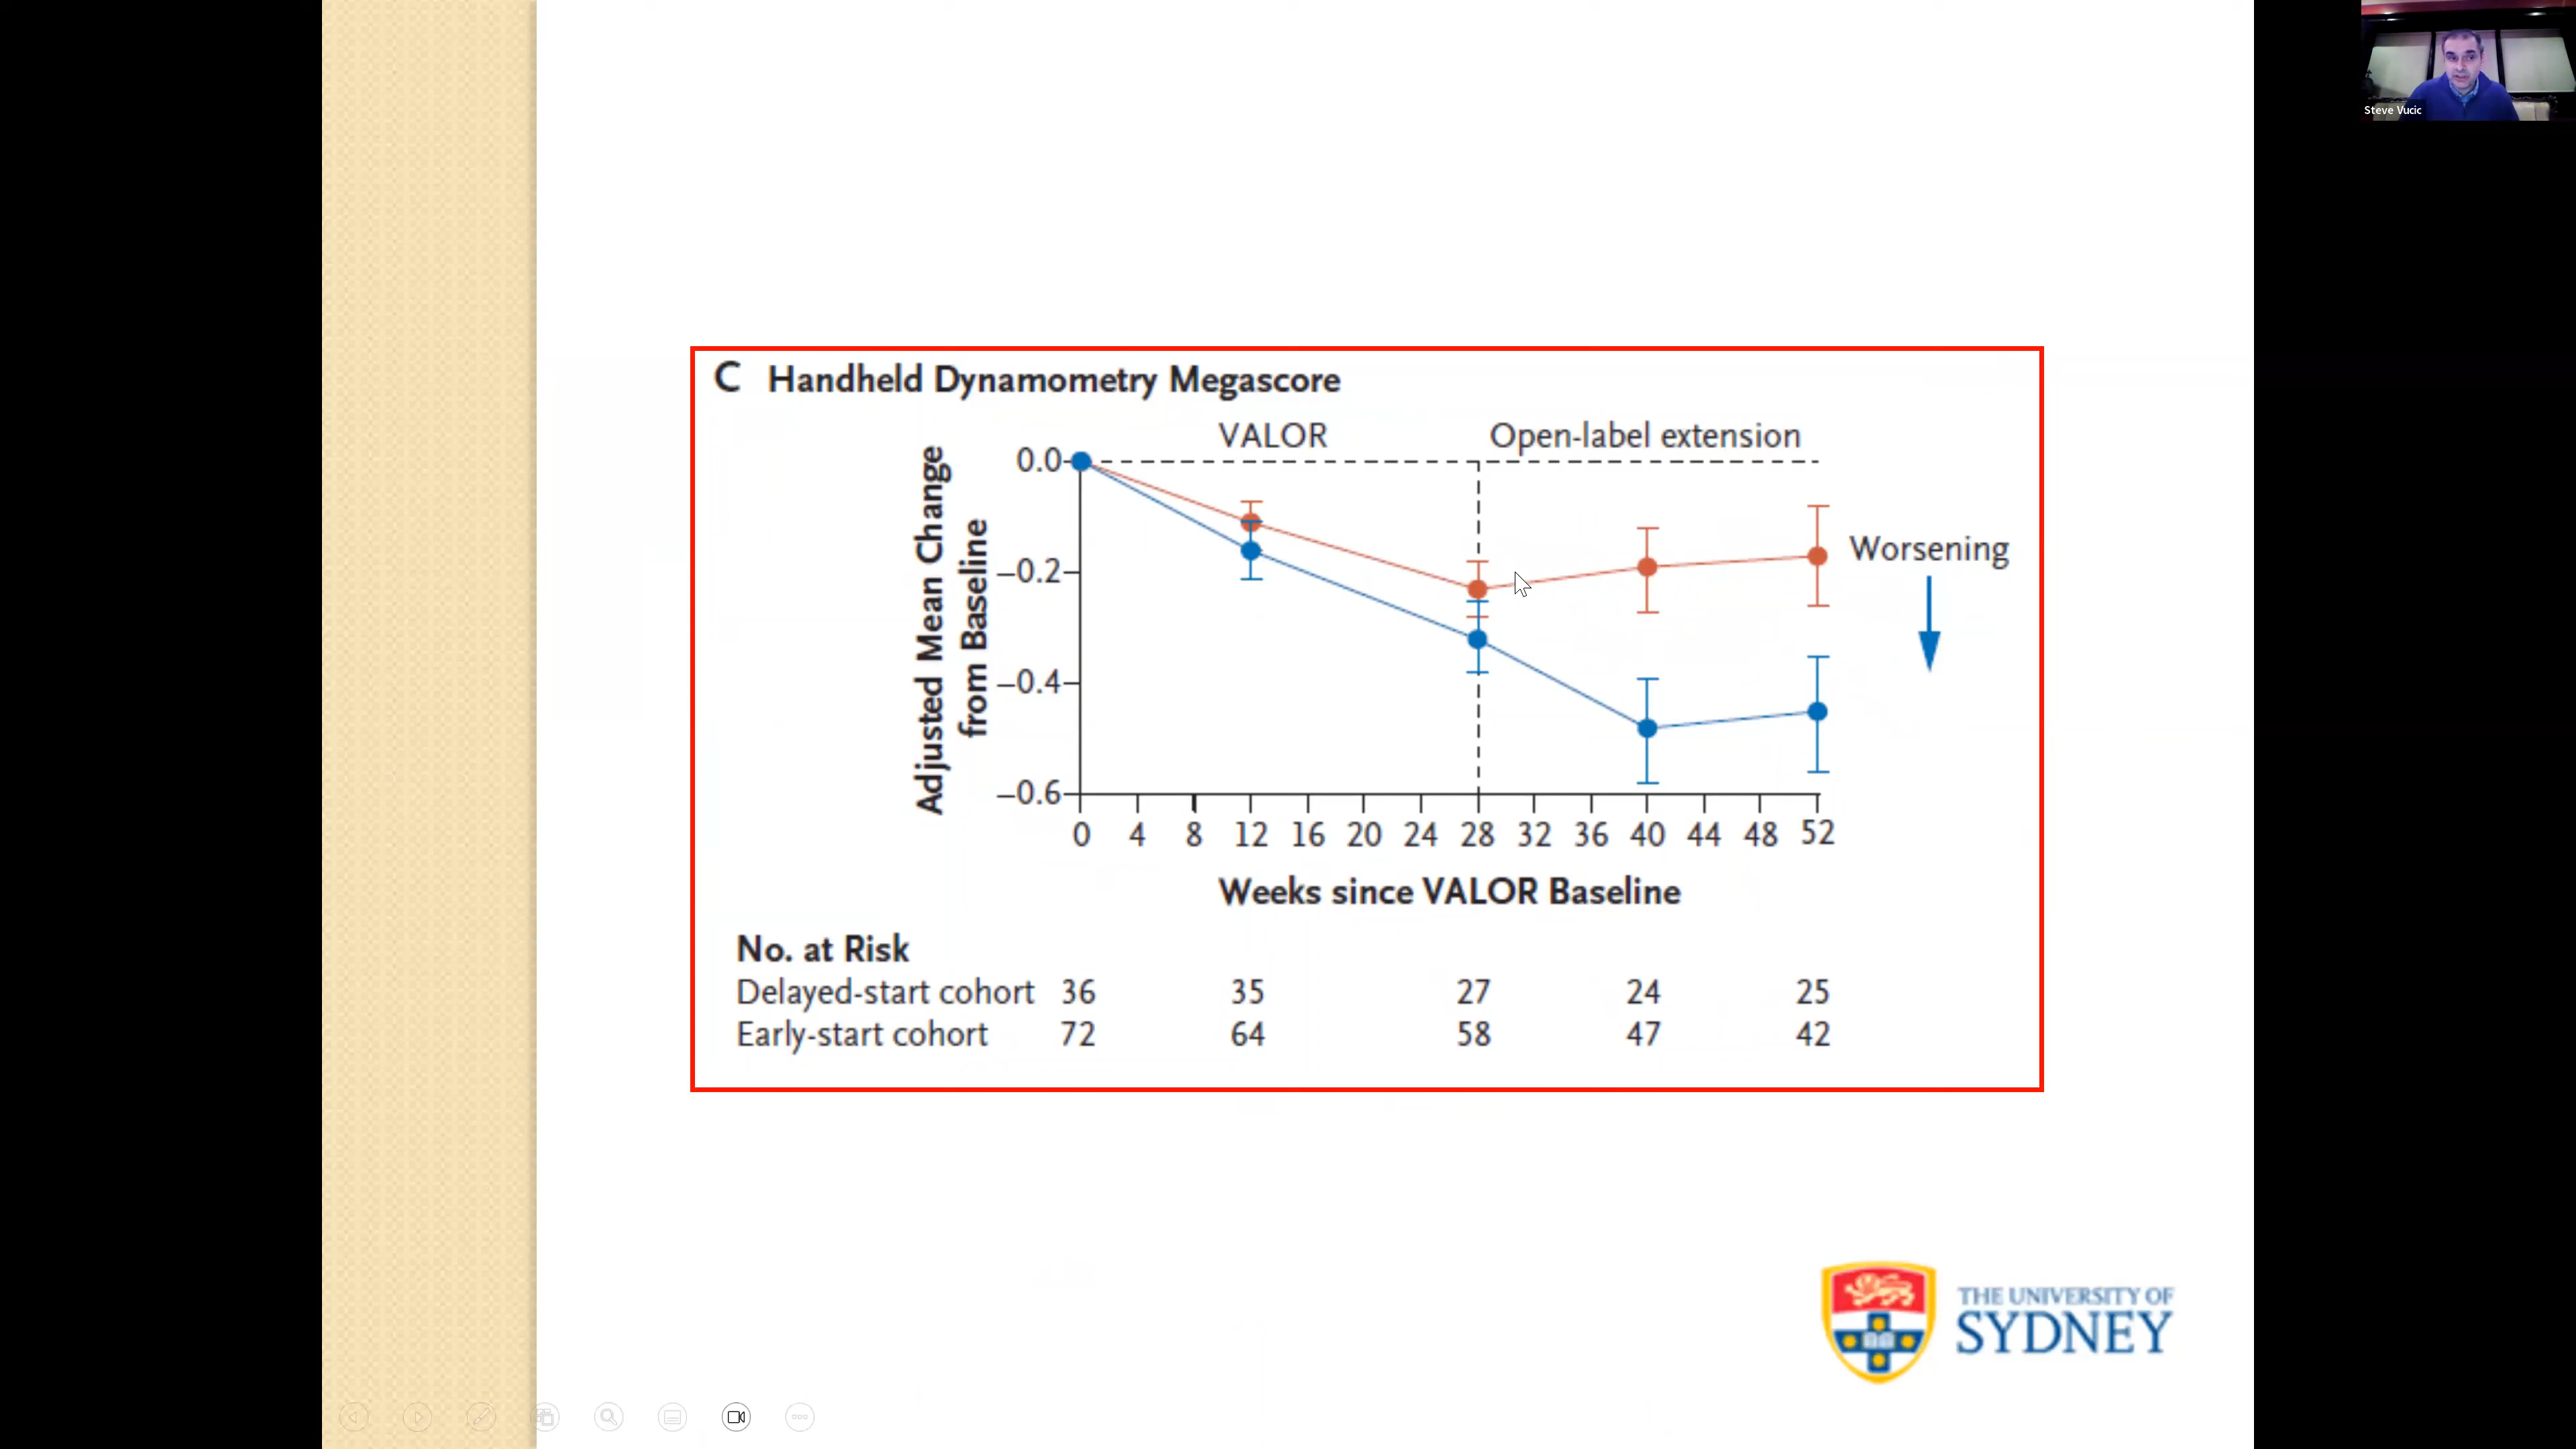 Steve Vucic
C Handheld Dynamometry Megascore
VALOR Open-label extension
Adjusted Mean Change
from Baseline
0.0
–0.2
–0.4
–0.6
Worsening
0 4 8 12 16 20 24 28 32 36 40 44 48 52
Weeks since VALOR Baseline
No. at Risk
Delayed-start cohort 36 35 27 24 25
Early-start cohort 72 64 58 47 42
THE UNIVERSITY OF
SYDNEY